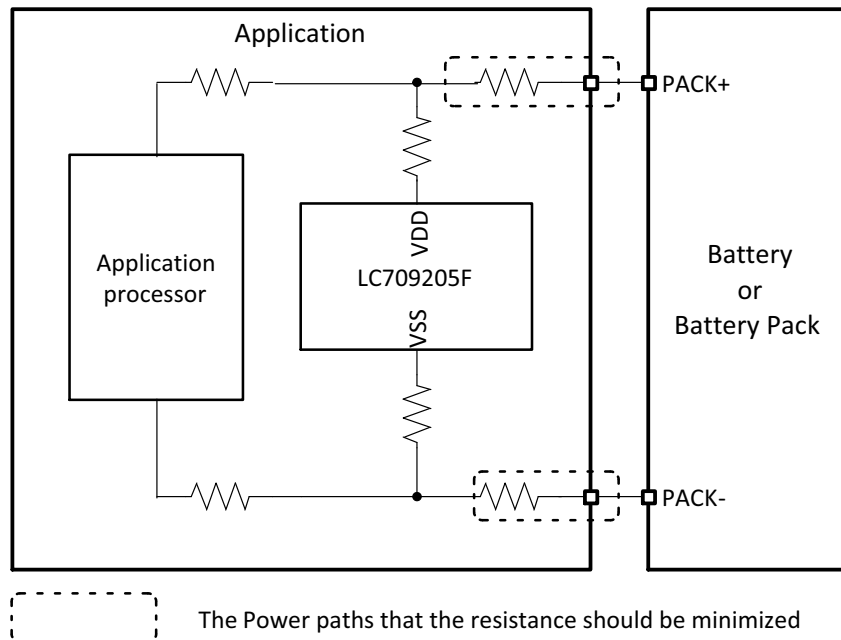 Application
PACK+
VDD
LC709205F
VSS
Application
processor
Battery
or
Battery Pack
PACK-
The Power paths that the resistance should be minimized